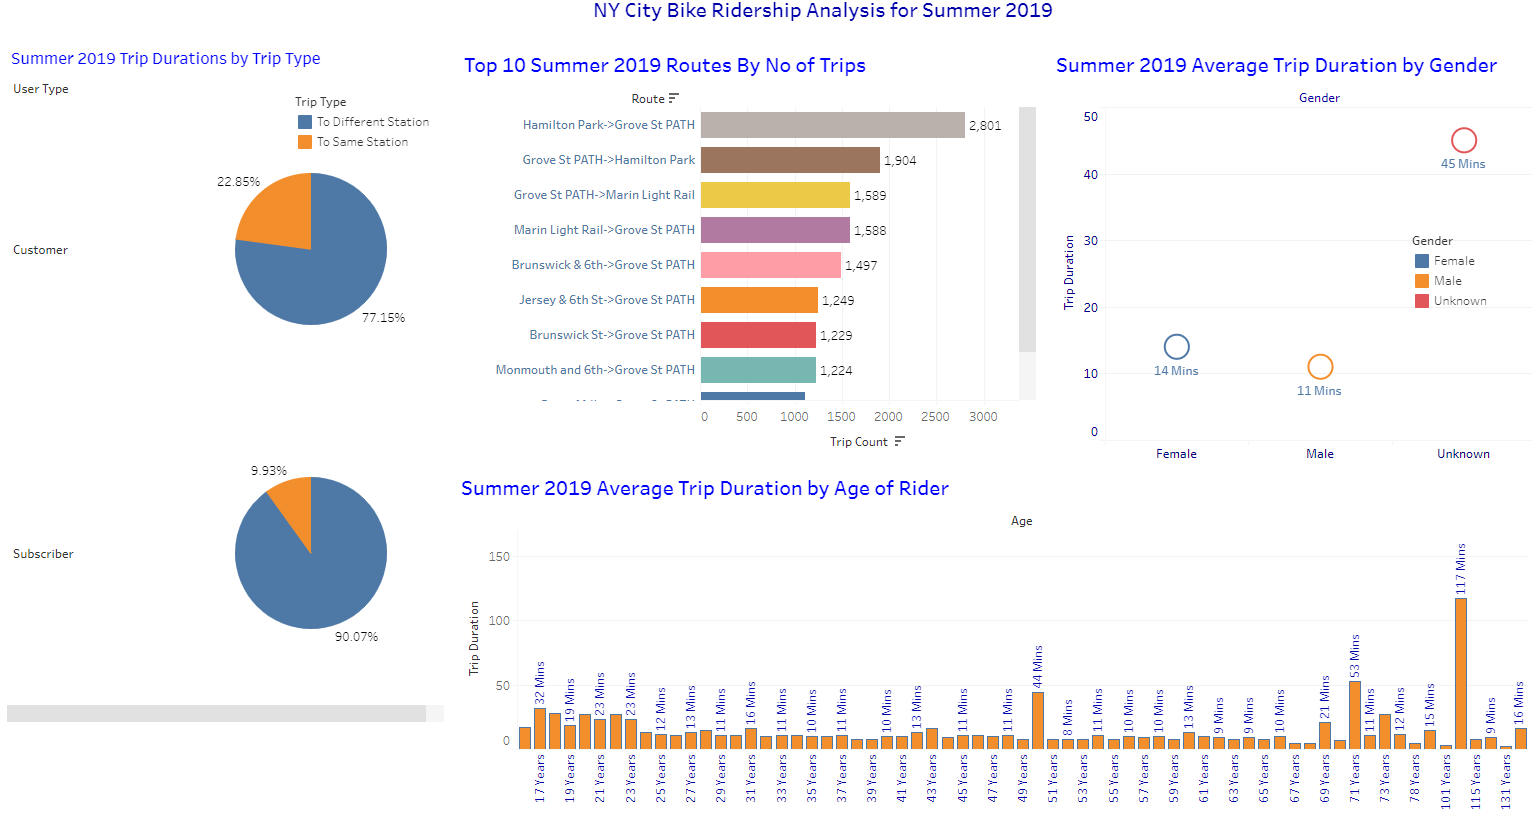 NY City Bike Ridership Analysis for Summer 2019
Summer 2019 Trip Durations by Trip Type
User Type
Trip Type
To Different Station
To Same Station
Customer
22.85%
77.15%
Subscriber
9.93%
90.07%
Top 10 Summer 2019 Routes By No of Trips
Route
Hamilton Park->Grove St PATH 2,801
Grove St PATH->Hamilton Park 1,904
Grove St PATH->Marin Light Rail 1,589
Marin Light Rail->Grove St PATH 1,588
Brunswick & 6th->Grove St PATH 1,497
Jersey & 6th St->Grove St PATH 1,249
Brunswick St->Grove St PATH 1,229
Monmouth and 6th->Grove St PATH 1,224
0 500 1000 1500 2000 2500 3000
Trip Count
Summer 2019 Average Trip Duration by Gender
Gender
50
40
30
20
10
0
Trip Duration
45 Mins
14 Mins
11 Mins
Gender
Female
Male
Unknown
Female Male Unknown
Summer 2019 Average Trip Duration by Age of Rider
Age
150
100
50
0
Trip Duration
32 Mins 19 Mins 23 Mins 23 Mins 12 Mins 13 Mins 11 Mins 16 Mins 11 Mins 10 Mins 11 Mins 10 Mins 13 Mins 11 Mins 11 Mins 44 Mins 8 Mins 11 Mins 10 Mins 10 Mins 13 Mins 9 Mins 9 Mins 10 Mins 21 Mins 53 Mins 11 Mins 12 Mins 15 Mins 117 Mins 9 Mins 16 Mins
17 Years 19 Years 21 Years 23 Years 25 Years 27 Years 29 Years 31 Years 33 Years 35 Years 37 Years 39 Years 41 Years 43 Years 45 Years 47 Years 49 Years 51 Years 53 Years 55 Years 57 Years 59 Years 61 Years 63 Years 65 Years 67 Years 69 Years 71 Years 73 Years 78 Years 79 Years 101 Years 115 Years 131 Years